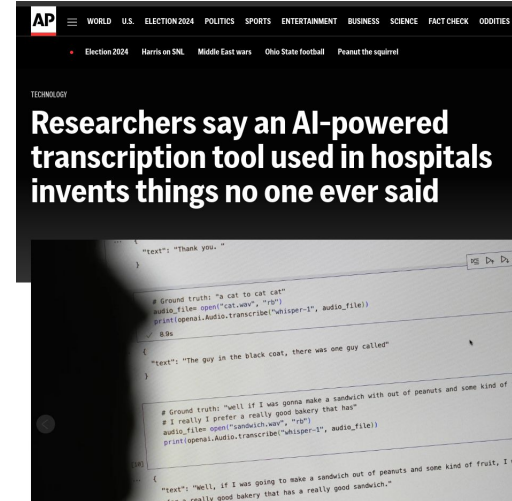 AP
WORLD U.S. ELECTION 2024 POLITICS SPORTS ENTERTAINMENT BUSINESS SCIENCE FACT CHECK ODDITIES
Election 2024 Harris on SNL Middle East wars Ohio State football Peanut the squirrel
TECHNOLOGY
Researchers say an AI-powered
transcription tool used in hospitals
invents things no one ever said
{
"text": "Thank you. "
}
# Ground truth: "a cat to cat cat"
audio_file= open("cat.wav", "rb")
print(openai.Audio.transcribe("whisper-1", audio_file))
8.9s
{
"text": "The guy in the black coat, there was one guy called"
}
# Ground truth: "well if I was gonna make a sandwich with out of peanuts and some kind of
# I really I prefer a really good bakery that has"
audio_file= open("sandwich.wav", "rb")
print(openai.Audio.transcribe("whisper-1", audio_file))
{
"text": "Well, if I was going to make a sandwich out of peanuts and some kind of fruit, I
a really good bakery that has a really good sandwich."